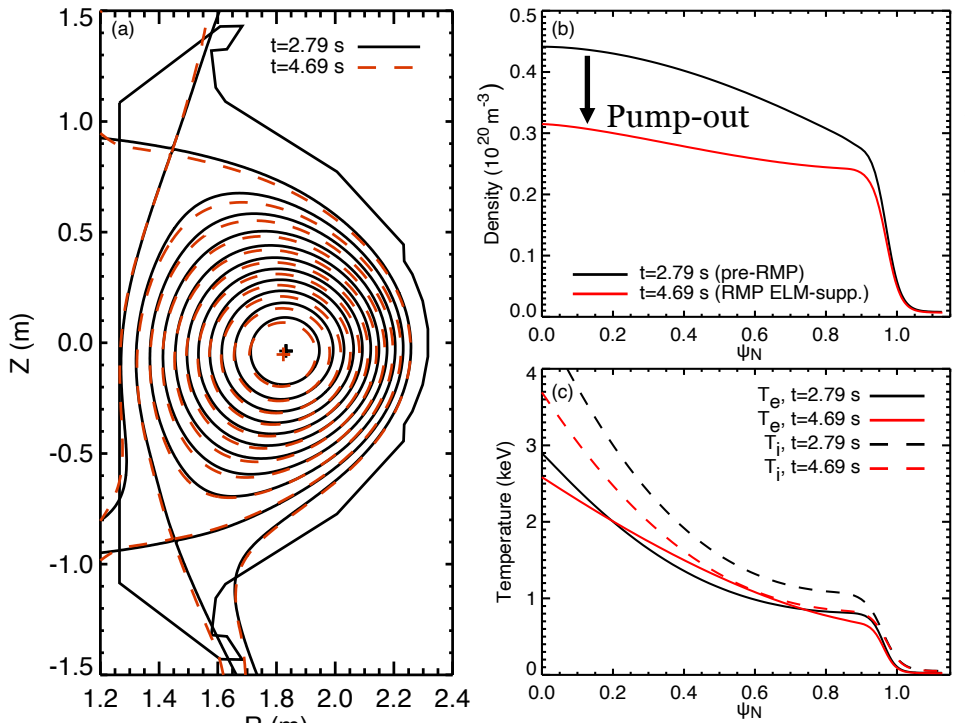 (a)
t=2.79 s
t=4.69 s
Z (m)
1.5
1.0
0.5
0.0
-0.5
-1.0
-1.5
1.2 1.4 1.6 1.8 2.0 2.2 2.4
(b)
Pump-out
Density (10²⁰ m⁻³)
0.5
0.4
0.3
0.2
0.1
0.0
t=2.79 s (pre-RMP)
t=4.69 s (RMP ELM-supp.)
0.0 0.2 0.4 0.6 0.8 1.0
ψN
(c)
Temperature (keV)
4
3
2
1
0
Te, t=2.79 s
Te, t=4.69 s
Ti, t=2.79 s
Ti, t=4.69 s
0.0 0.2 0.4 0.6 0.8 1.0
ψN